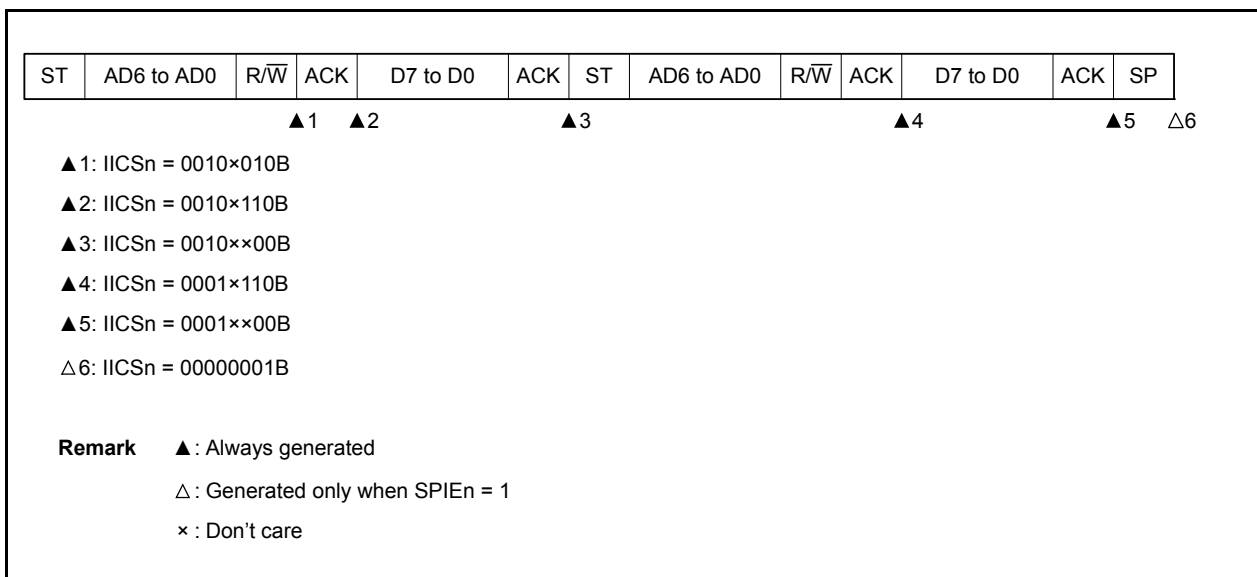 ST AD6 to AD0 R/W̅ ACK D7 to D0 ACK ST AD6 to AD0 R/W̅ ACK D7 to D0 ACK SP
▲1 ▲2 ▲3 ▲4 ▲5 △6
▲1: IICSn = 0010×010B
▲2: IICSn = 0010×110B
▲3: IICSn = 0010××00B
▲4: IICSn = 0001×110B
▲5: IICSn = 0001××00B
△6: IICSn = 00000001B
Remark ▲: Always generated
△: Generated only when SPIEn = 1
×: Don't care